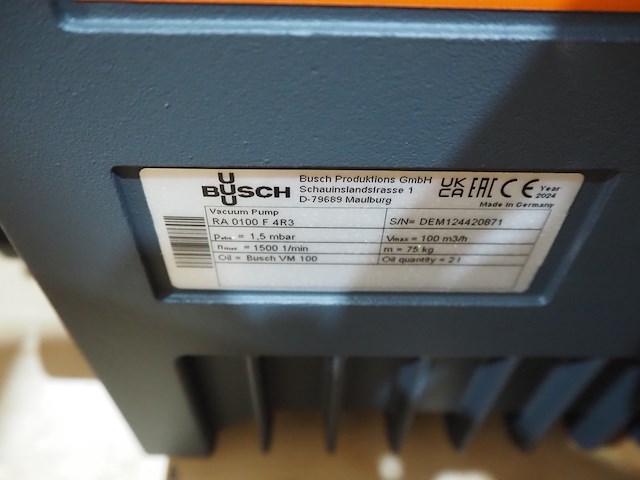 BUSCH
Busch Produktions GmbH
Schauinslandstrasse 1
D-79689 Maulburg
UK CA EAC CE Year 2024
Made in Germany
Vacuum Pump
RA 0100 F 4R3
S/N= DEM124420871
Pabs = 1,5 mbar
Vmax = 100 m3/h
nmax = 1500 1/min
m = 75 kg
Oil = Busch VM 100
Oil quantity = 2 l